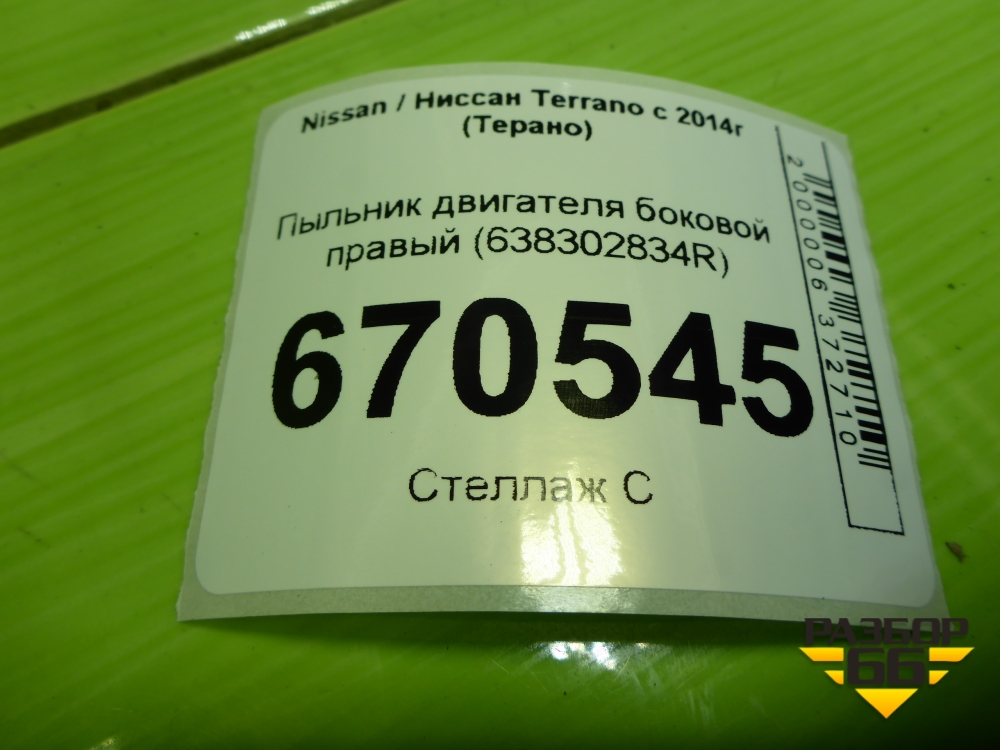 Nissan / Ниссан Terrano с 2014г
(Терано)
Пыльник двигателя боковой
правый (638302834R)
670545
Стеллаж С
2000006372710
РАЗБОР
66